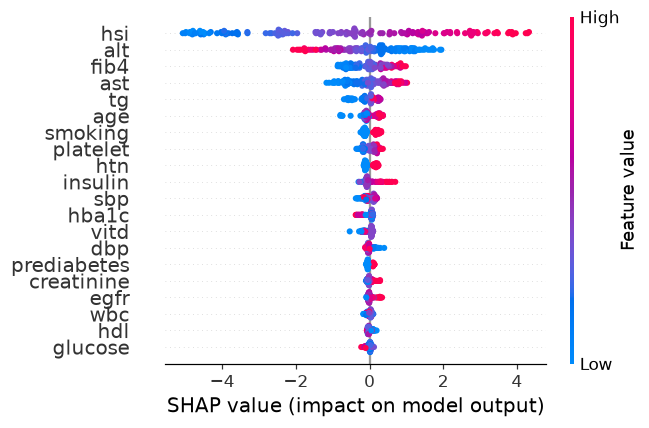 High
hsi
alt
fib4
ast
tg
age
smoking
platelet
htn
insulin
sbp
hba1c
vitd
dbp
prediabetes
creatinine
egfr
wbc
hdl
glucose
Feature value
Low
−4 −2 0 2 4
SHAP value (impact on model output)